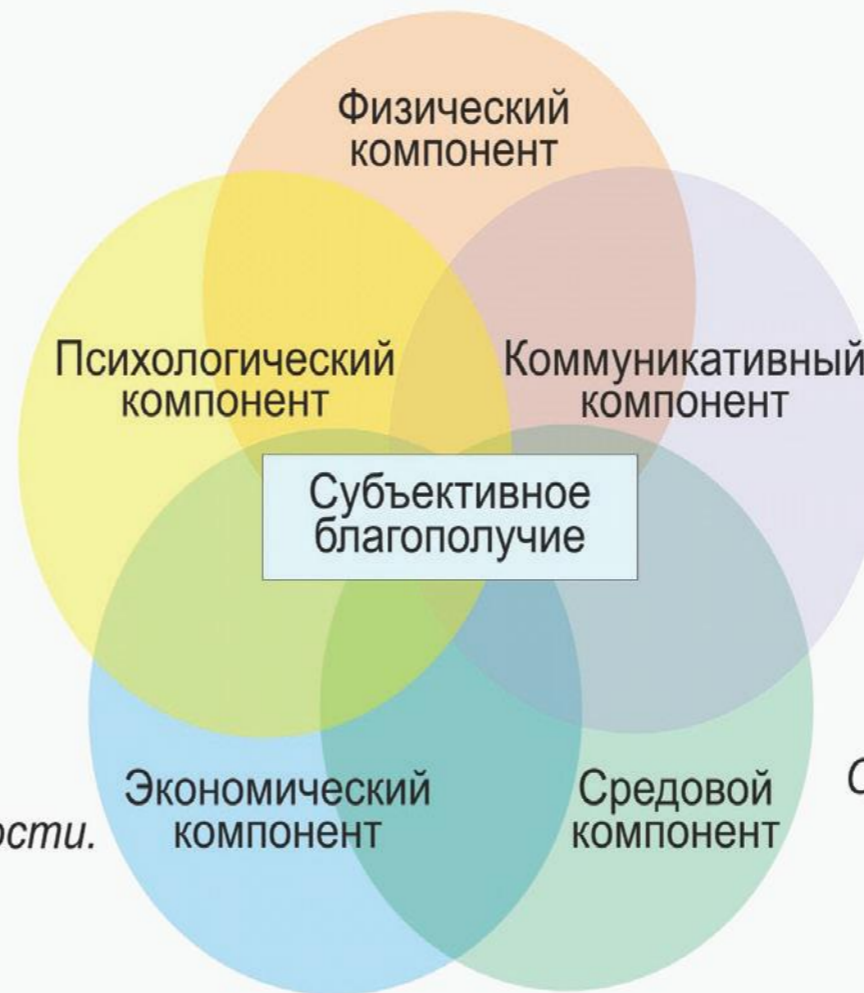 Физический
компонент
Психологический
компонент
Коммуникативный
компонент
Субъективное
благополучие
Экономический
компонент
Средовой
компонент